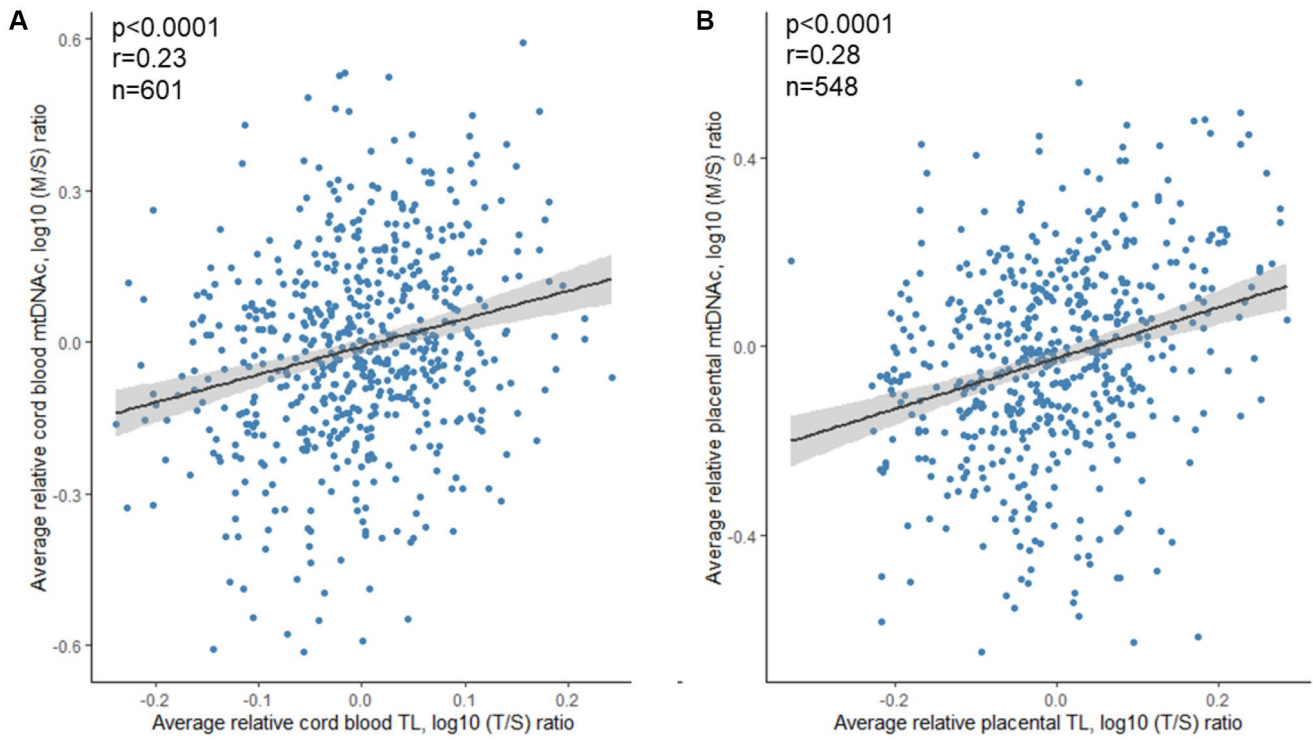 A
p<0.0001
r=0.23
n=601
0.6
0.3
0.0
-0.3
-0.6
Average relative cord blood mtDNAc, log10 (M/S) ratio
-0.2
-0.1
0.0
0.1
0.2
Average relative cord blood TL, log10 (T/S) ratio
B
p<0.0001
r=0.28
n=548
0.4
0.0
-0.4
Average relative placental mtDNAc, log10 (M/S) ratio
-0.2
0.0
0.2
Average relative placental TL, log10 (T/S) ratio